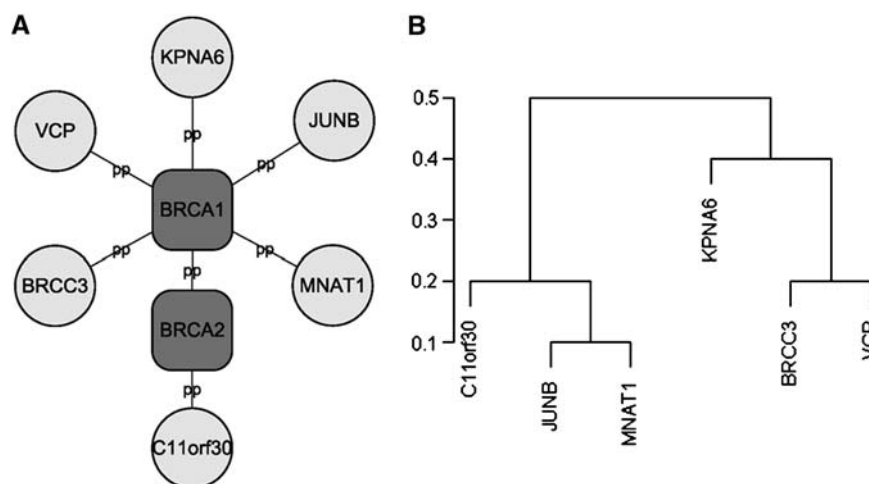 A
KPNA6
VCP
JUNB
pp
pp
pp
BRCA1
pp
pp
pp
BRCC3
MNAT1
BRCA2
pp
C11orf30
B
0.5
0.4
0.3
0.2
0.1
KPNA6
C11orf30
JUNB
MNAT1
BRCC3
VCP